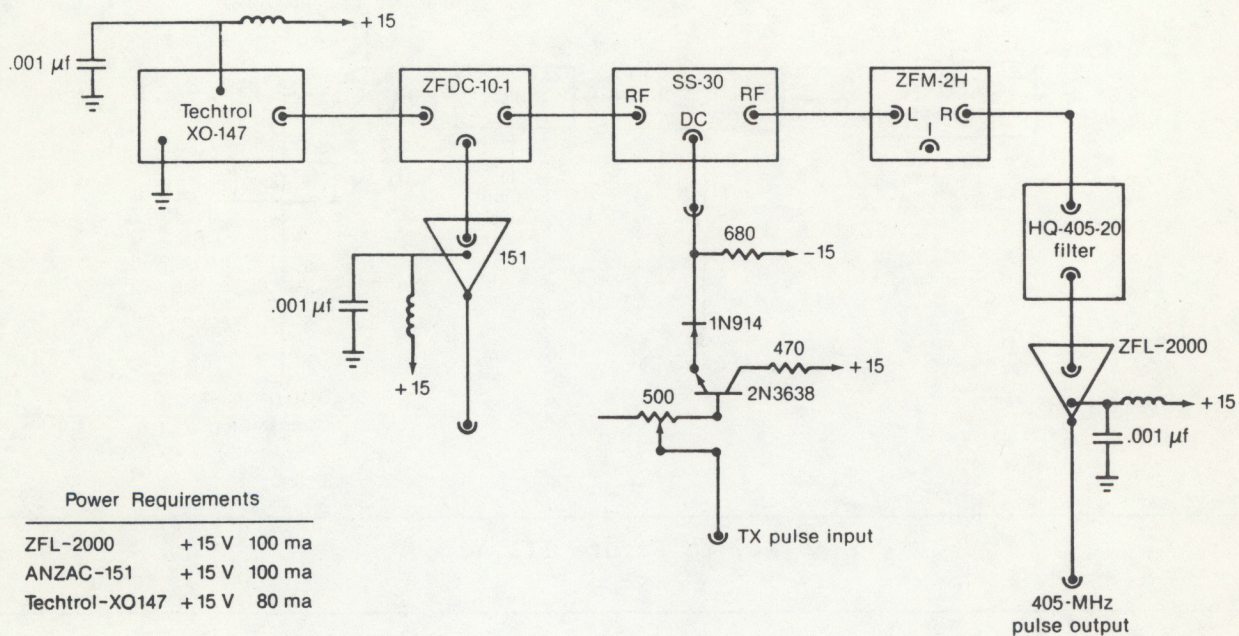 +15
.001 µf
Techtrol
XO-147
ZFDC-10-1
SS-30
RF
RF
DC
ZFM-2H
L
R
I
HQ-405-20
filter
680
-15
151
.001 µf
+15
1N914
470
+15
2N3638
500
ZFL-2000
+15
.001 µf
TX pulse input
405-MHz
pulse output
Power Requirements
ZFL-2000 +15 V 100 ma
ANZAC-151 +15 V 100 ma
Techtrol-XO147 +15 V 80 ma